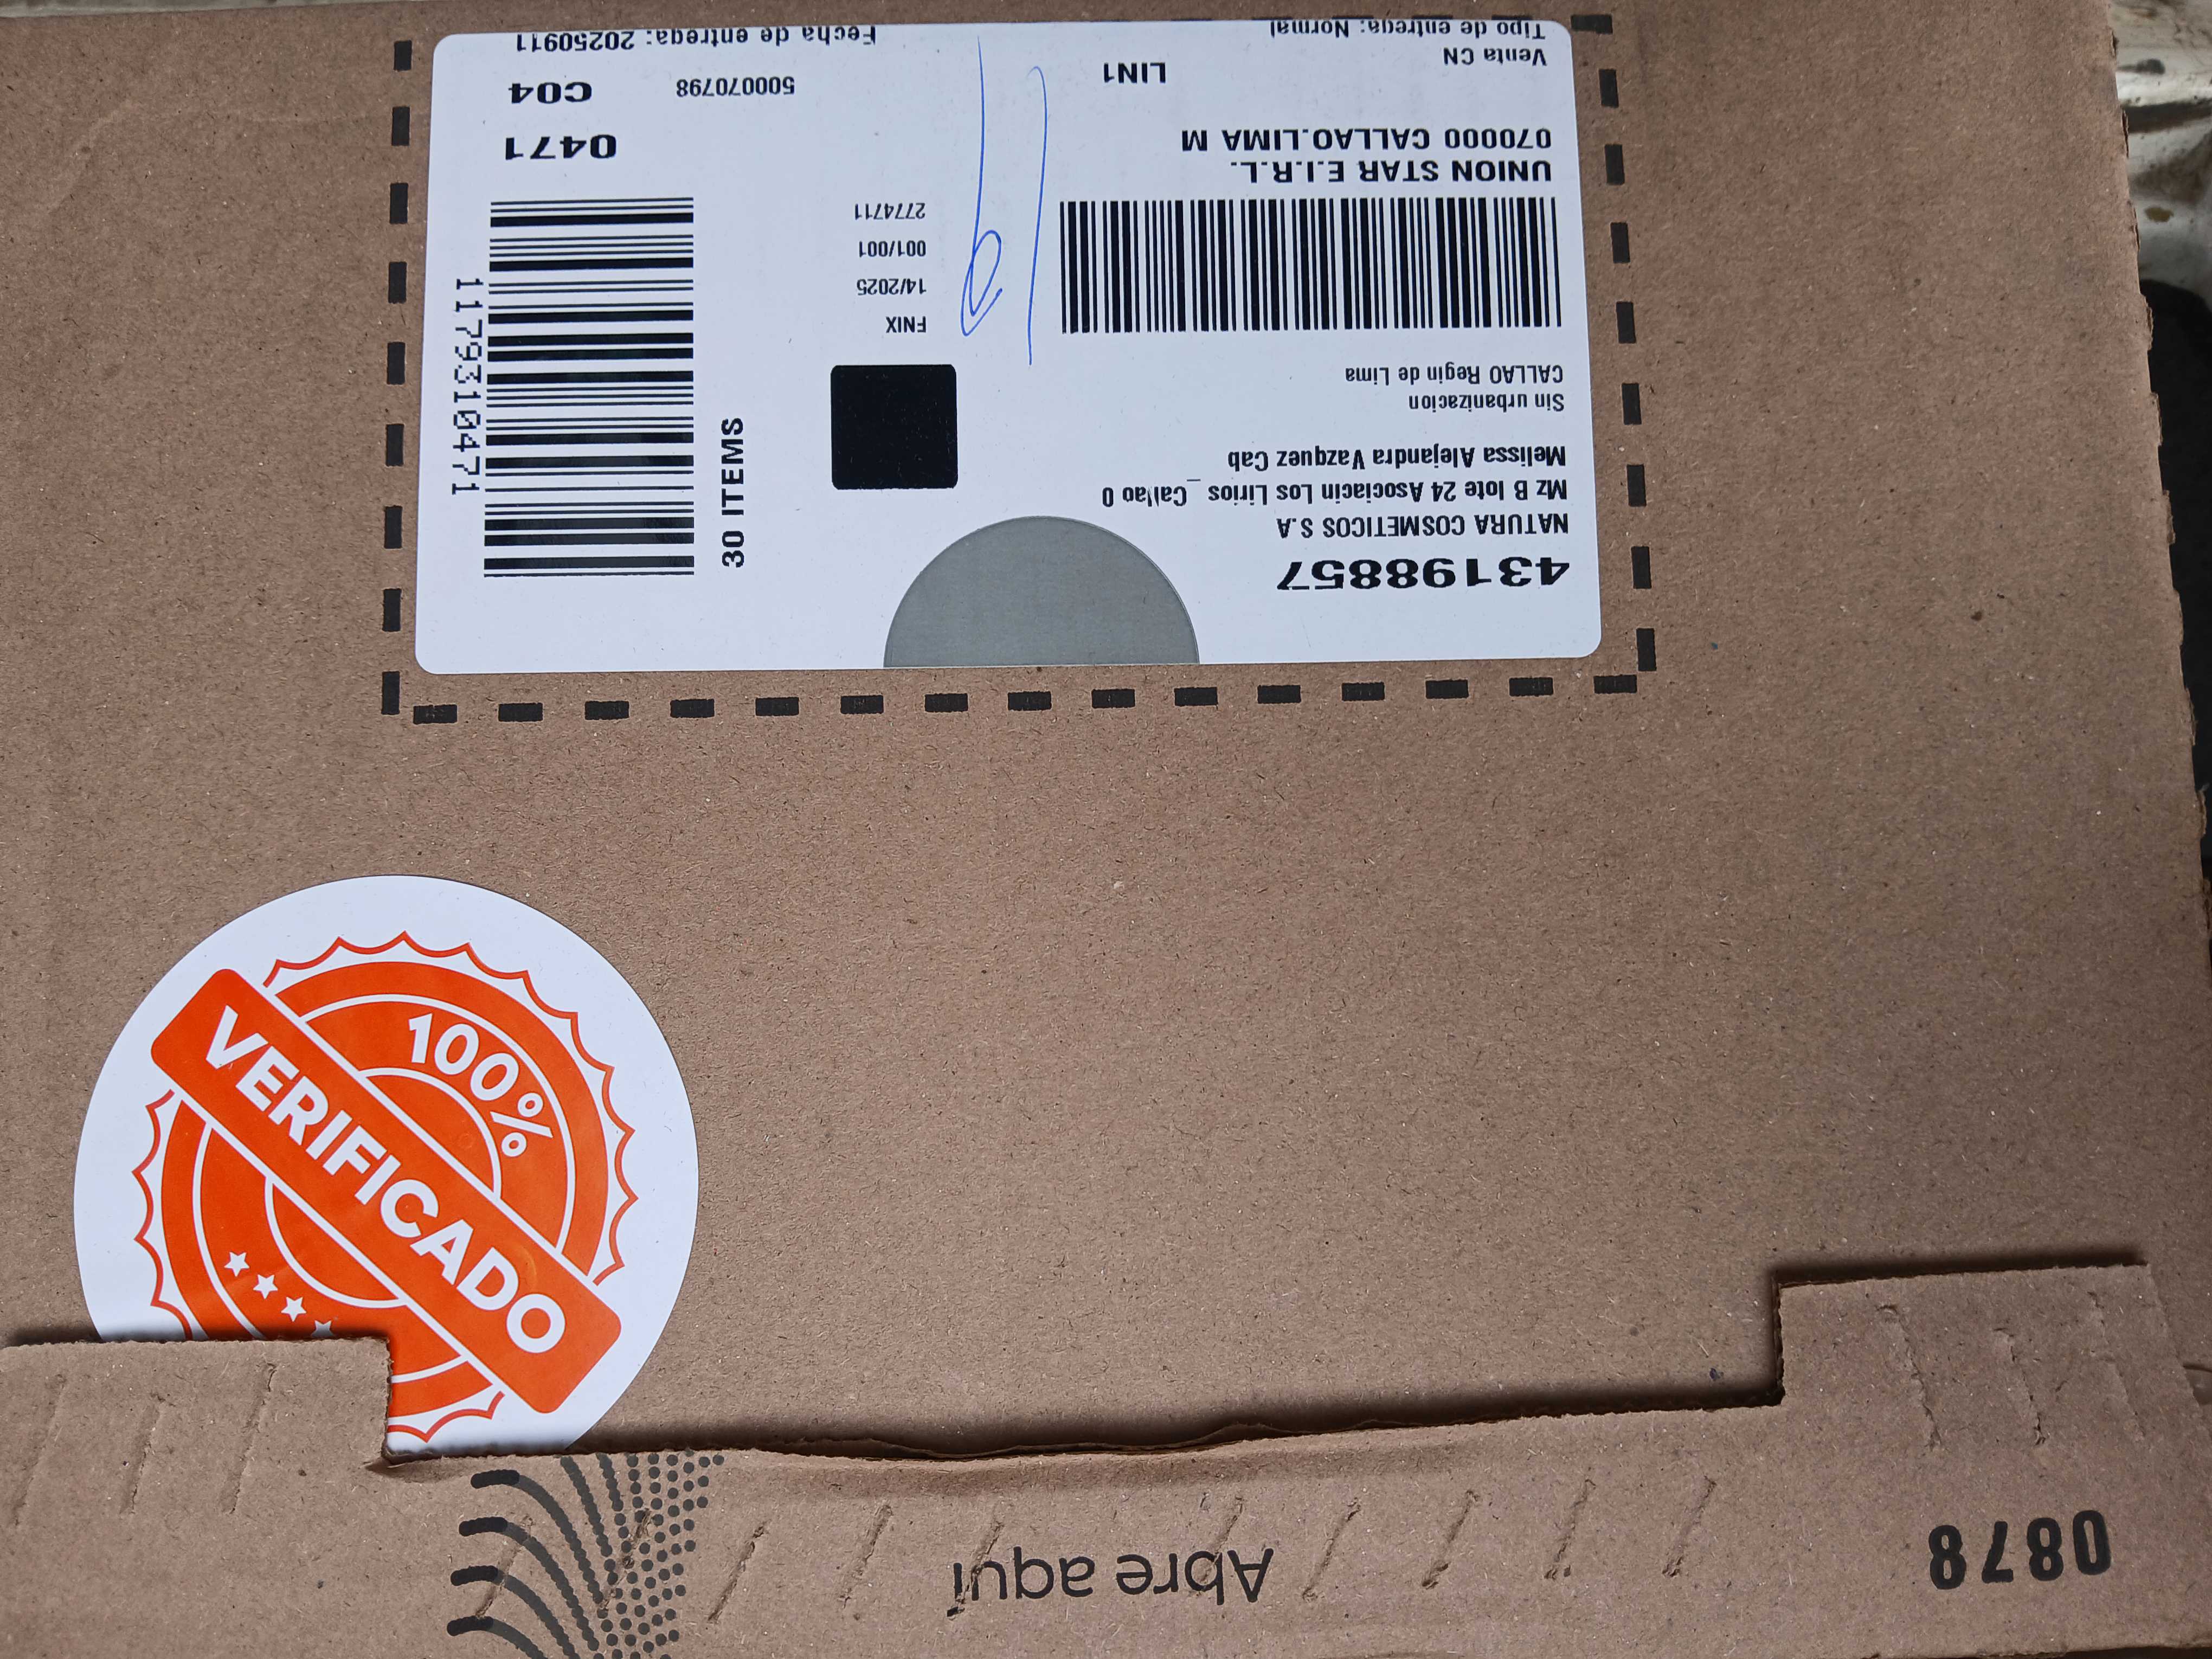 43198857
NATURA COSMETICOS S.A
Mz B lote 24 Asociacin Los Lirios _Callao 0
Melissa Alejandra Vazquez Cab
Sin urbanizacion
CALLAO Regin de Lima
UNION STAR E.I.R.L.
070000 CALLAO.LIMA M
LIN1
Venta CN
Tipo de entrega: Normal
FNIX
14/2025
001/001
2774711
30 ITEMS
1179310471
0471
500070798
C04
Fecha de entrega: 20250911
100%
VERIFICADO
Abre aquí
0878